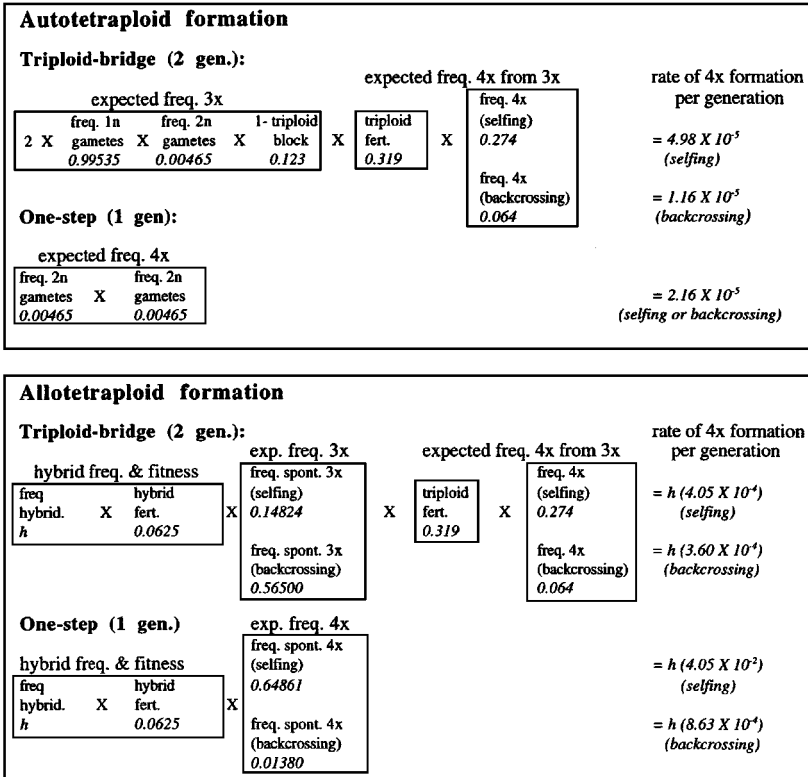 Autotetraploid formation
Triploid-bridge (2 gen.):
expected freq. 4x from 3x
rate of 4x formation
per generation
expected freq. 3x
2 X
freq. 1n
gametes
0.99535
X
freq. 2n
gametes
0.00465
X
1- triploid
block
0.123
X
triploid
fert.
0.319
X
freq. 4x
(selfing)
0.274
freq. 4x
(backcrossing)
0.064
= 4.98 X 10-5
(selfing)
= 1.16 X 10-5
(backcrossing)
One-step (1 gen):
expected freq. 4x
freq. 2n
gametes
0.00465
X
freq. 2n
gametes
0.00465
= 2.16 X 10-5
(selfing or backcrossing)
Allotetraploid formation
Triploid-bridge (2 gen.):
rate of 4x formation
per generation
hybrid freq. & fitness
exp. freq. 3x
expected freq. 4x from 3x
freq
hybrid.
h
X
hybrid
fert.
0.0625
X
freq. spont. 3x
(selfing)
0.14824
freq. spont. 3x
(backcrossing)
0.56500
X
triploid
fert.
0.319
X
freq. 4x
(selfing)
0.274
freq. 4x
(backcrossing)
0.064
= h (4.05 X 10-4)
(selfing)
= h (3.60 X 10-4)
(backcrossing)
One-step (1 gen.)
exp. freq. 4x
hybrid freq. & fitness
freq
hybrid.
h
X
hybrid
fert.
0.0625
X
freq. spont. 4x
(selfing)
0.64861
freq. spont. 4x
(backcrossing)
0.01380
= h (4.05 X 10-2)
(selfing)
= h (8.63 X 10-4)
(backcrossing)